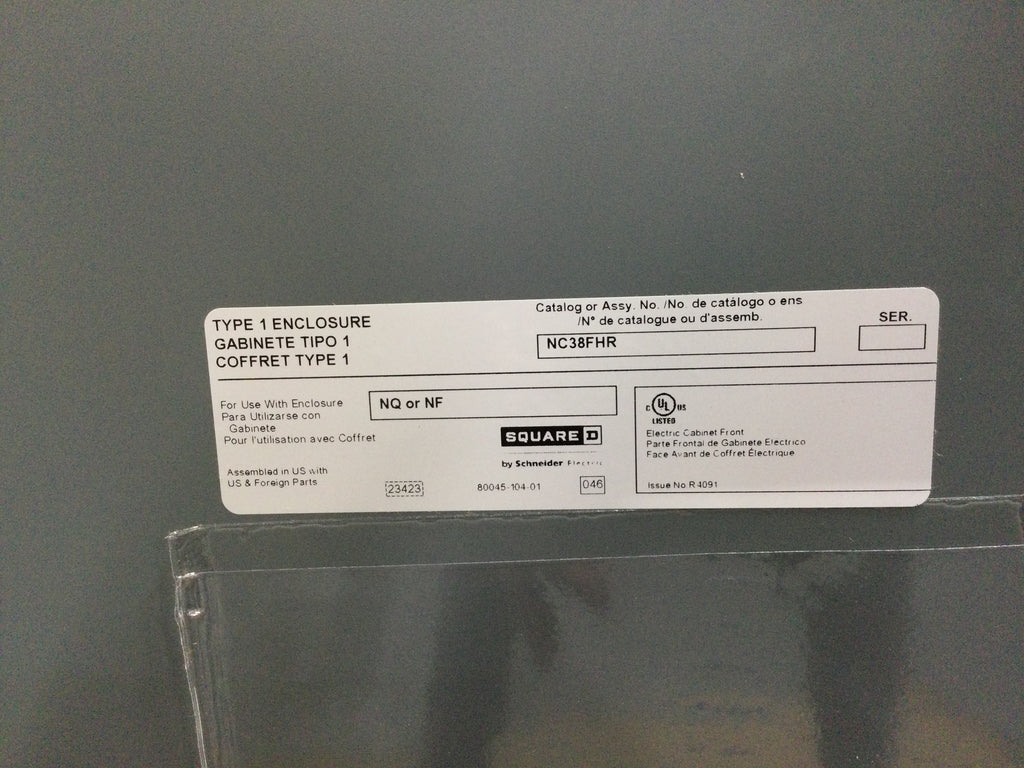 TYPE 1 ENCLOSURE
GABINETE TIPO 1
COFFRET TYPE 1
Catalog or Assy. No. /No de catálogo o ens
/N° de catalogue ou d'assemb.
NC38FHR
SER.
For Use With Enclosure
Para Utilizarse con
Gabinete
Pour l'utilisation avec Coffret
NQ or NF
SQUARE D
by Schneider Electric
Assembled in US with
US & Foreign Parts
23423
80045-104-01
046
C UL US
LISTED
Electric Cabinet Front
Parte Frontal de Gabinete Electrico
Face Avant de Coffret Électrique
Issue No R4091